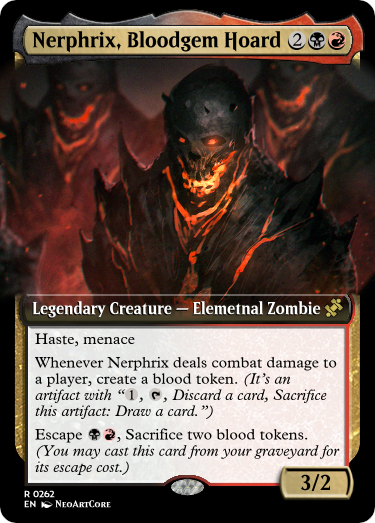 Nerphrix, Bloodgem Hoard 2
Legendary Creature — Elemetnal Zombie
Haste, menace
Whenever Nerphrix deals combat damage to
a player, create a blood token. (It's an
artifact with “1, , Discard a card, Sacrifice
this artifact: Draw a card.”)
Escape , Sacrifice two blood tokens.
(You may cast this card from your graveyard for
its escape cost.)
3/2
R 0262
EN NeoArtCore